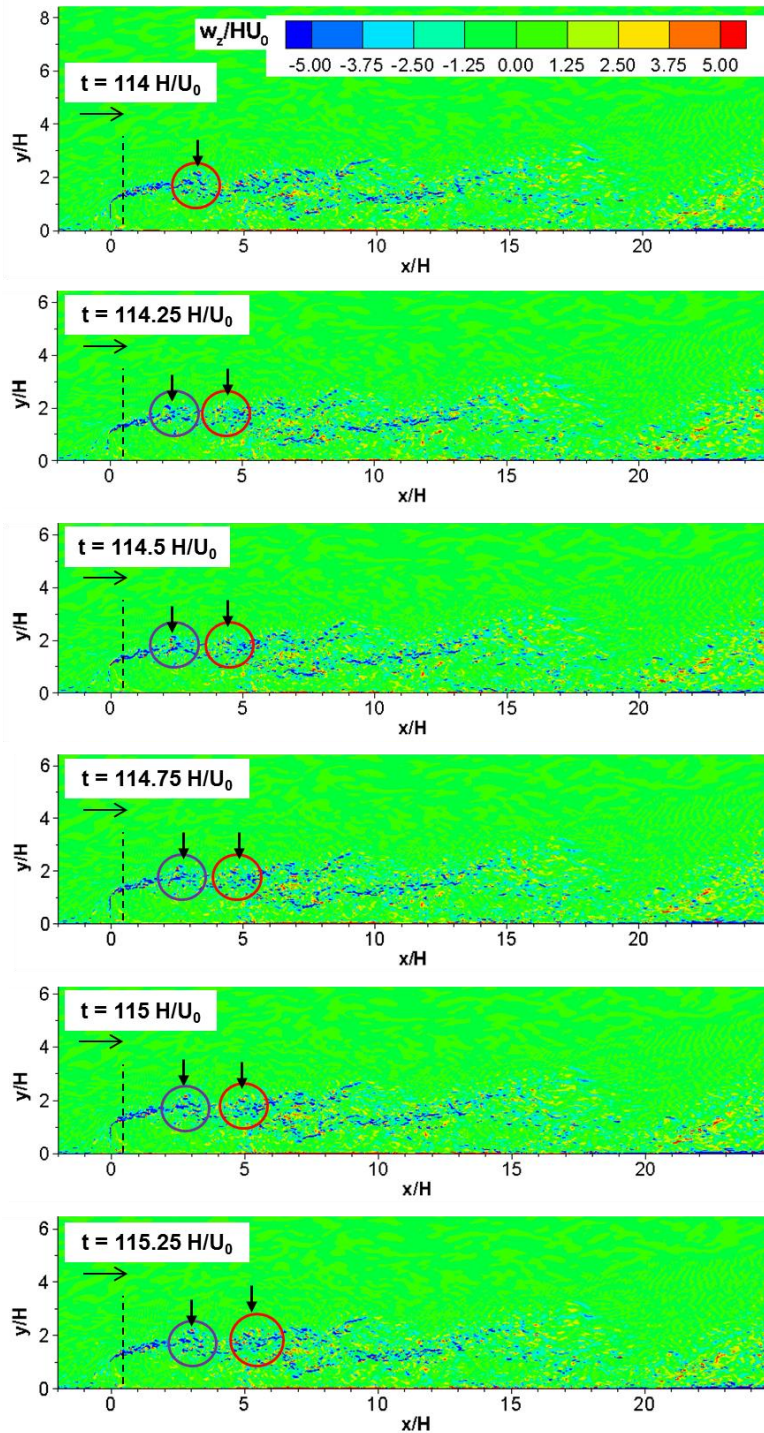 w_z/HU_0
-5.00 -3.75 -2.50 -1.25 0.00 1.25 2.50 3.75 5.00
t = 114 H/U_0
y/H
8
6
4
2
0
0 5 10 15 20
x/H
t = 114.25 H/U_0
y/H
6
4
2
0
0 5 10 15 20
x/H
t = 114.5 H/U_0
y/H
6
4
2
0
0 5 10 15 20
x/H
t = 114.75 H/U_0
y/H
6
4
2
0
0 5 10 15 20
x/H
t = 115 H/U_0
y/H
6
4
2
0
0 5 10 15 20
x/H
t = 115.25 H/U_0
y/H
6
4
2
0
0 5 10 15 20
x/H